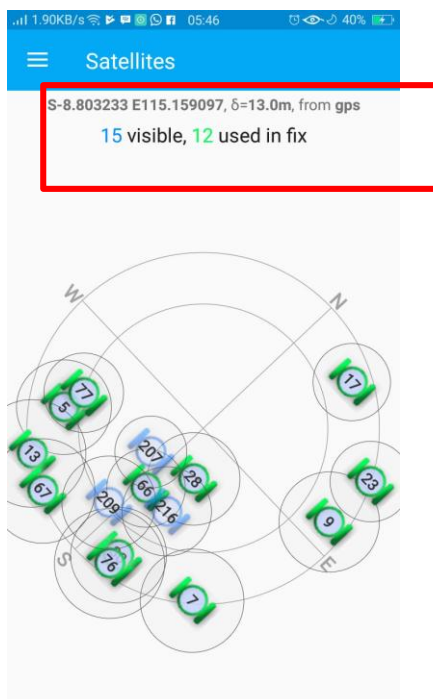 1.90KB/s 05:46 40%
Satellites
S-8.803233 E115.159097, δ=13.0m, from gps
15 visible, 12 used in fix
W
N
77
5
17
13
207
67
66
28
23
209
216
9
76
S
E
7